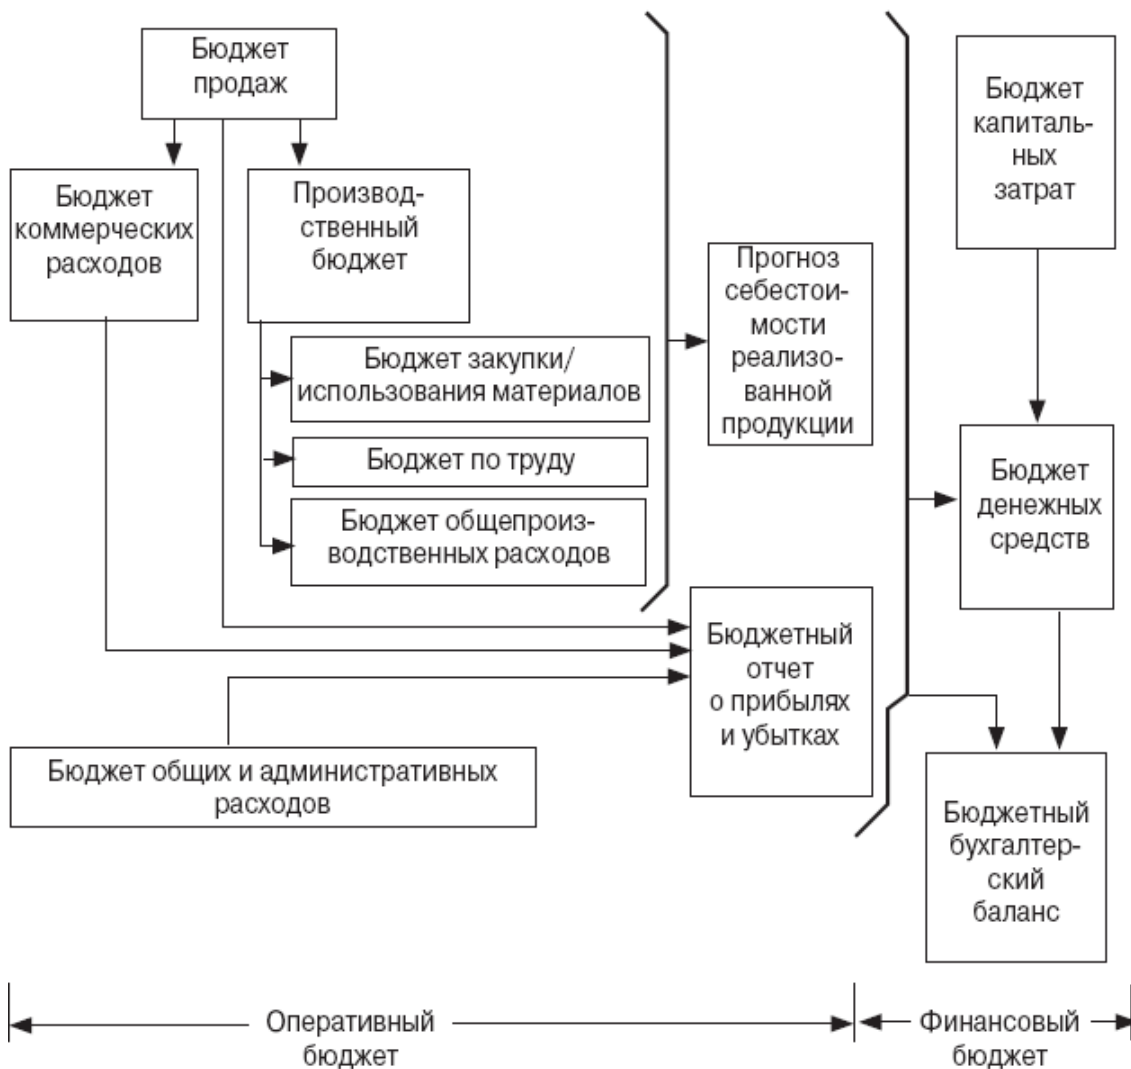 Бюджет
продаж
Бюджет
коммерческих
расходов
Производ-
ственный
бюджет
Бюджет закупки/
использования материалов
Бюджет по труду
Бюджет общепроиз-
водственных расходов
Бюджет общих и административных
расходов
Прогноз
себестои-
мости
реализо-
ванной
продукции
Бюджетный
отчет
о прибылях
и убытках
Бюджет
капиталь-
ных
затрат
Бюджет
денежных
средств
Бюджетный
бухгалтер-
ский
баланс
Оперативный
бюджет
Финансовый
бюджет